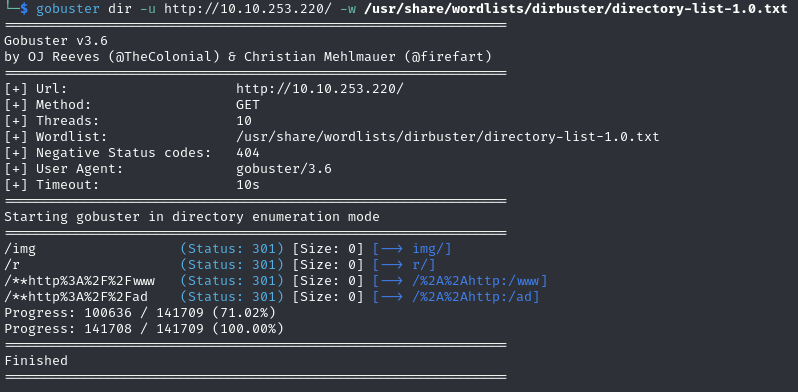 └─$ gobuster dir -u http://10.10.253.220/ -w /usr/share/wordlists/dirbuster/directory-list-1.0.txt
===============================================================
Gobuster v3.6
by OJ Reeves (@TheColonial) & Christian Mehlmauer (@firefart)
===============================================================
[+] Url:                     http://10.10.253.220/
[+] Method:                  GET
[+] Threads:                 10
[+] Wordlist:                /usr/share/wordlists/dirbuster/directory-list-1.0.txt
[+] Negative Status codes:   404
[+] User Agent:              gobuster/3.6
[+] Timeout:                 10s
===============================================================
Starting gobuster in directory enumeration mode
===============================================================
/img                  (Status: 301) [Size: 0] [--> img/]
/r                    (Status: 301) [Size: 0] [--> r/]
/**http%3A%2F%2Fwww   (Status: 301) [Size: 0] [--> /%2A%2Ahttp:/www]
/**http%3A%2F%2Fad    (Status: 301) [Size: 0] [--> /%2A%2Ahttp:/ad]
Progress: 100636 / 141709 (71.02%)
Progress: 141708 / 141709 (100.00%)
===============================================================
Finished
===============================================================